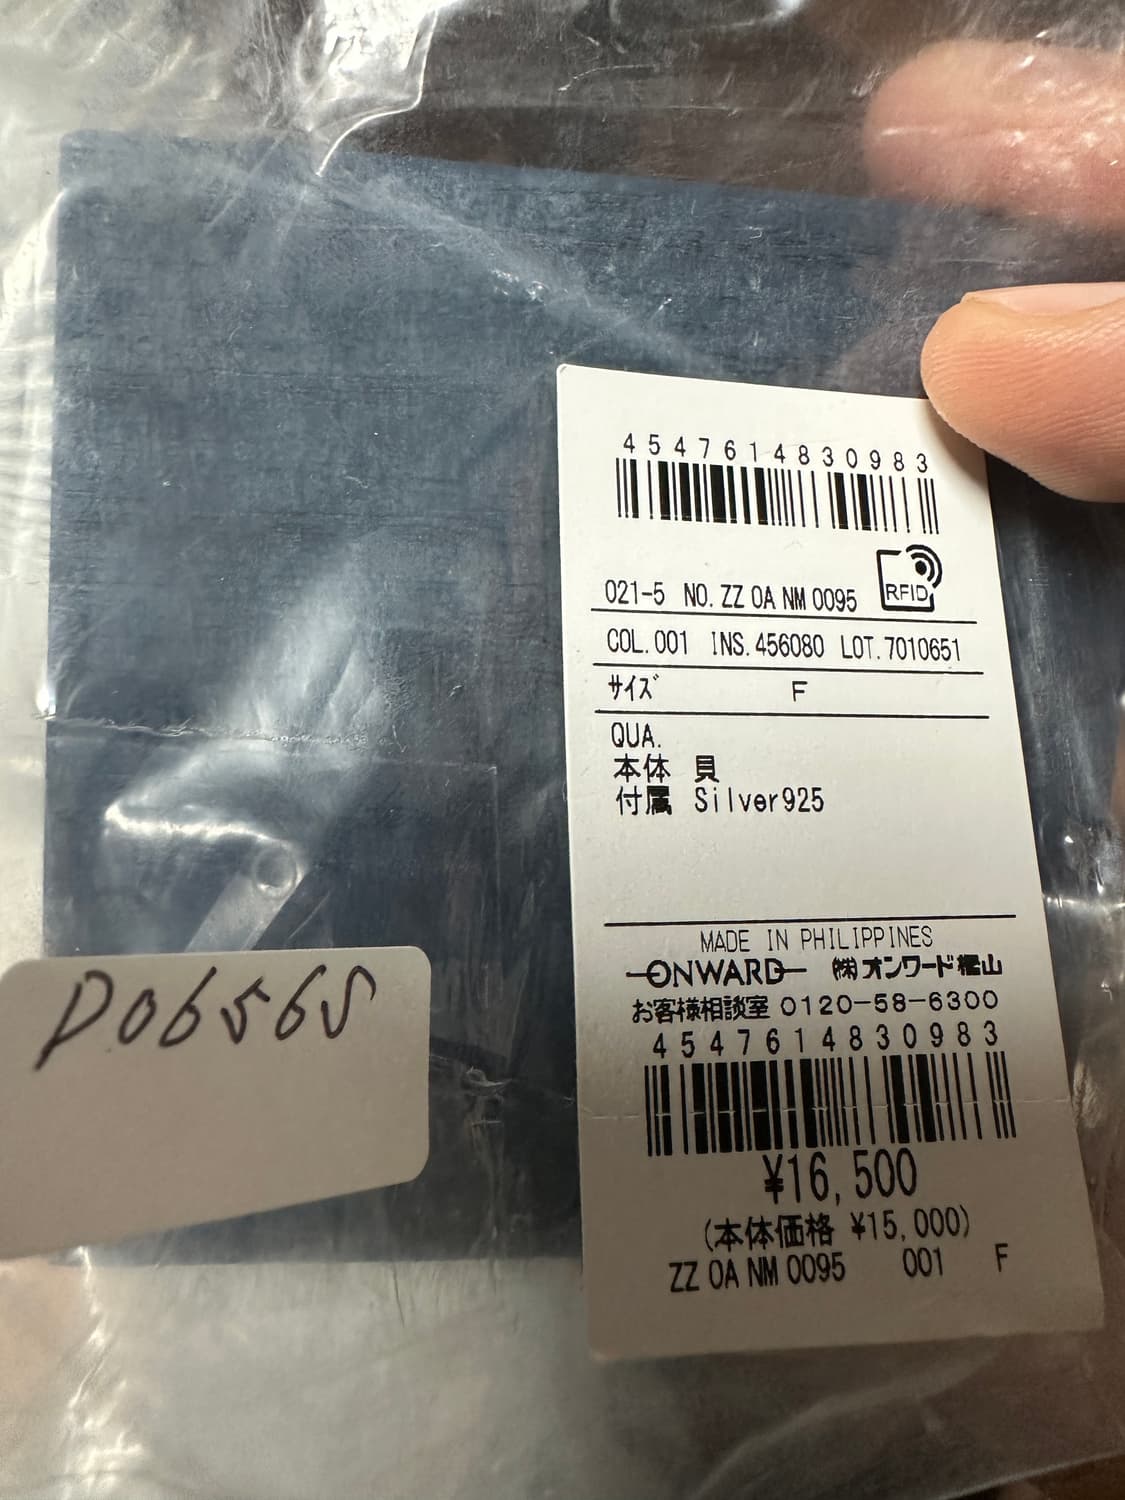 4547614830983
RFID
021-5 NO. ZZ OA NM 0095
COL.001 INS.456080 LOT.7010651
サイズ F
QUA.
本体 貝
付属 Silver925
MADE IN PHILIPPINES
ONWARD ㈱オンワード樫山
お客様相談室 0120-58-6300
4547614830983
¥16,500
(本体価格 ¥15,000)
ZZ OA NM 0095 001 F